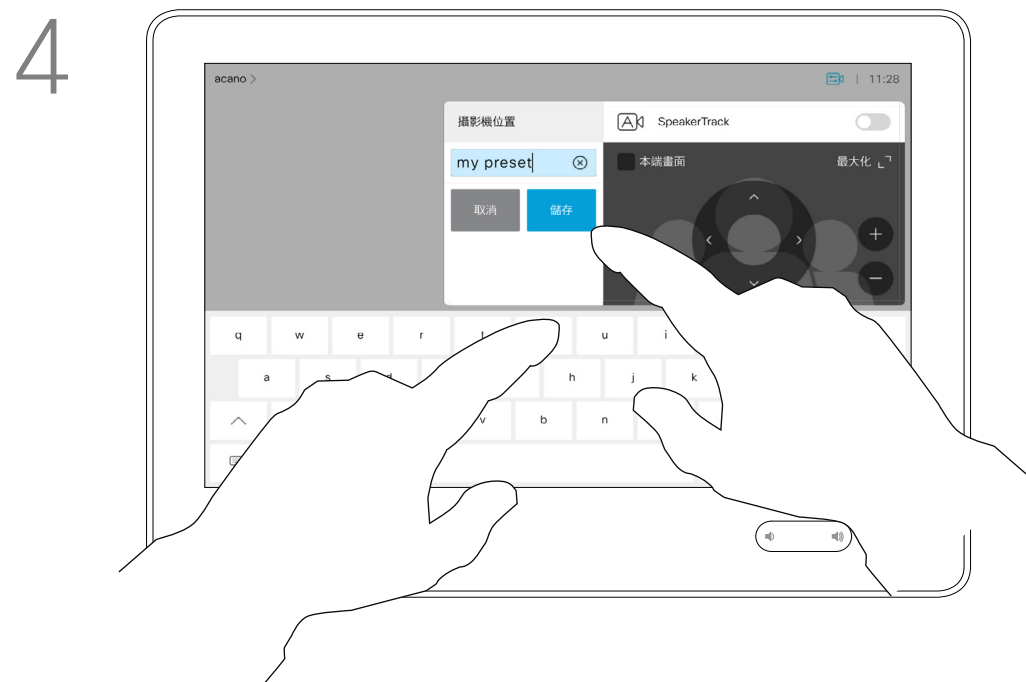 4
acano >
11:28
攝影機位置
SpeakerTrack
my preset
本端畫面
最大化
取消
儲存
q w e r t u i
a s d h j k
v b n